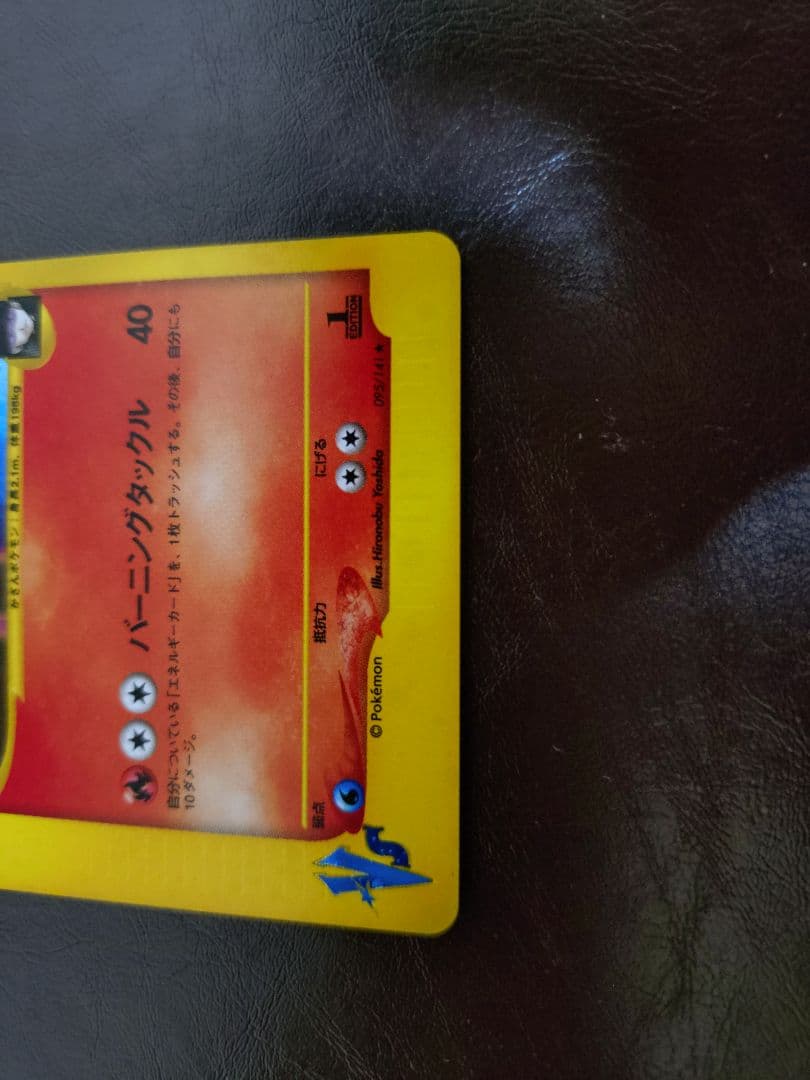 かざんポケモン｜身長2.1m、体重198kg
バーニングタックル 40
自分についている「エネルギーカード」を、1枚トラッシュする。その後、自分にも
10ダメージ。
弱点 抵抗力 にげる
1
EDITION
Illus.Hironobu Yoshida 095/141★
©Pokémon
VS